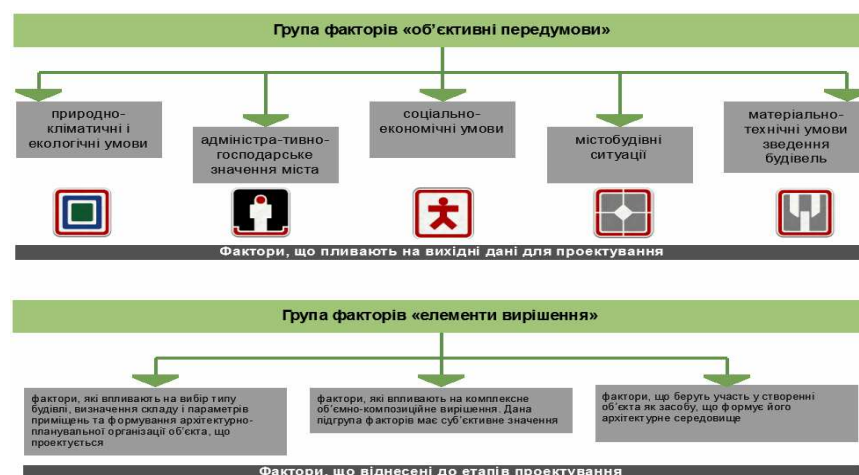 Група факторів «об’єктивні передумови»
природно-
кліматичні і
екологічні умови
адміністра-тивно-
господарське
значення міста
соціально-
економічні умови
містобудівні
ситуації
матеріально-
технічні умови
зведення
будівель
Фактори, що пливають на вихідні дані для проектування
Група факторів «елементи вирішення»
фактори, які впливають на вибір типу
будівлі, визначення складу і параметрів
приміщень та формування архітектурно-
планувальної організації об’єкта, що
проектується
фактори, які впливають на комплексне
об’ємно-композиційне вирішення. Дана
підгрупа факторів має суб’єктивне значення
фактори, що беруть участь у створенні
об’єкта як засобу, що формує його
архітектурне середовище
Фактори, що віднесені до етапів проектування